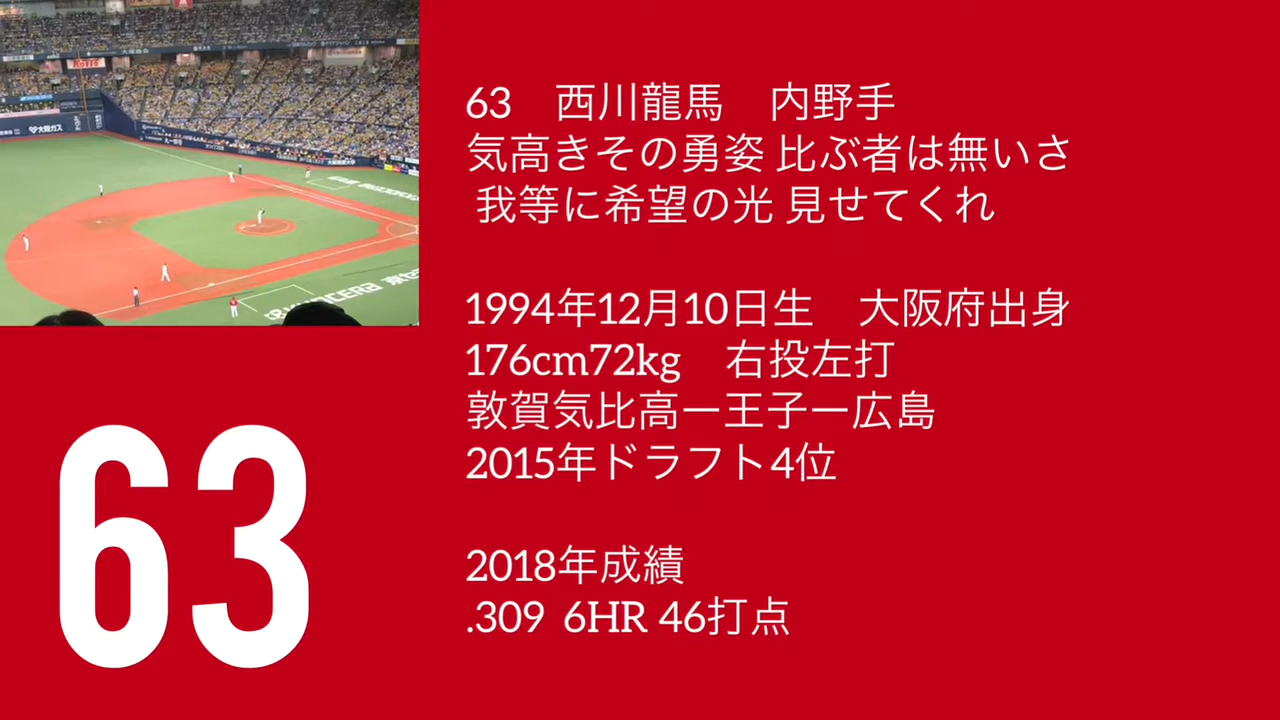 63　西川龍馬　内野手
気高きその勇姿 比ぶ者は無いさ
我等に希望の光 見せてくれ
1994年12月10日生　大阪府出身
176cm72kg　右投左打
敦賀気比高ー王子ー広島
2015年ドラフト4位
2018年成績
.309 6HR 46打点
63
大阪ガス